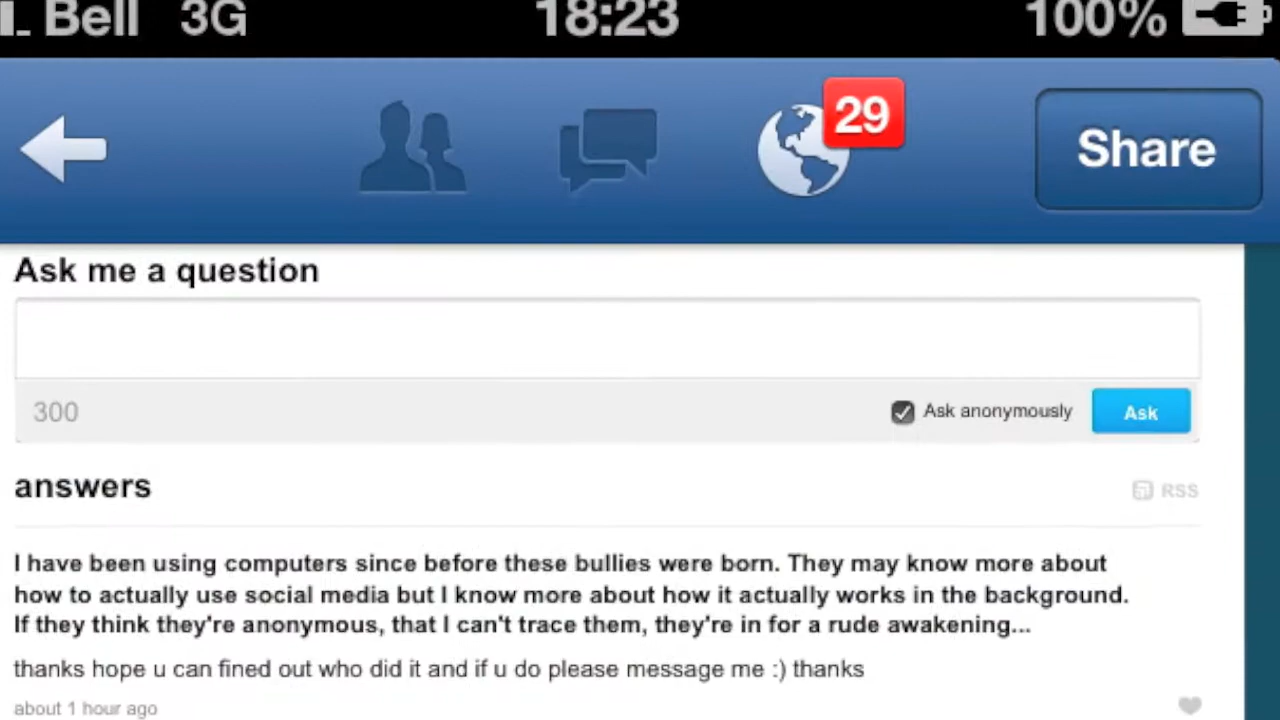 Bell 3G 18:23 100%
29
Share
Ask me a question
300 Ask anonymously Ask
answers
RSS
I have been using computers since before these bullies were born. They may know more about
how to actually use social media but I know more about how it actually works in the background.
If they think they're anonymous, that I can't trace them, they're in for a rude awakening...
thanks hope u can fined out who did it and if u do please message me :) thanks
about 1 hour ago